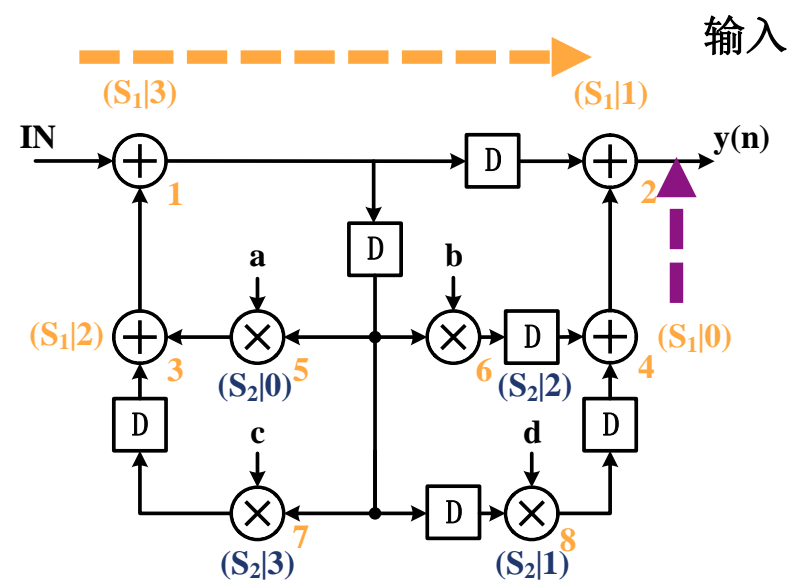 输入
(S₁|3) (S₁|1)
IN D y(n)
1 2
D
a b
(S₁|2) D (S₁|0)
3 5 6 4
(S₂|0) (S₂|2)
D c d D
D
7 8
(S₂|3) (S₂|1)